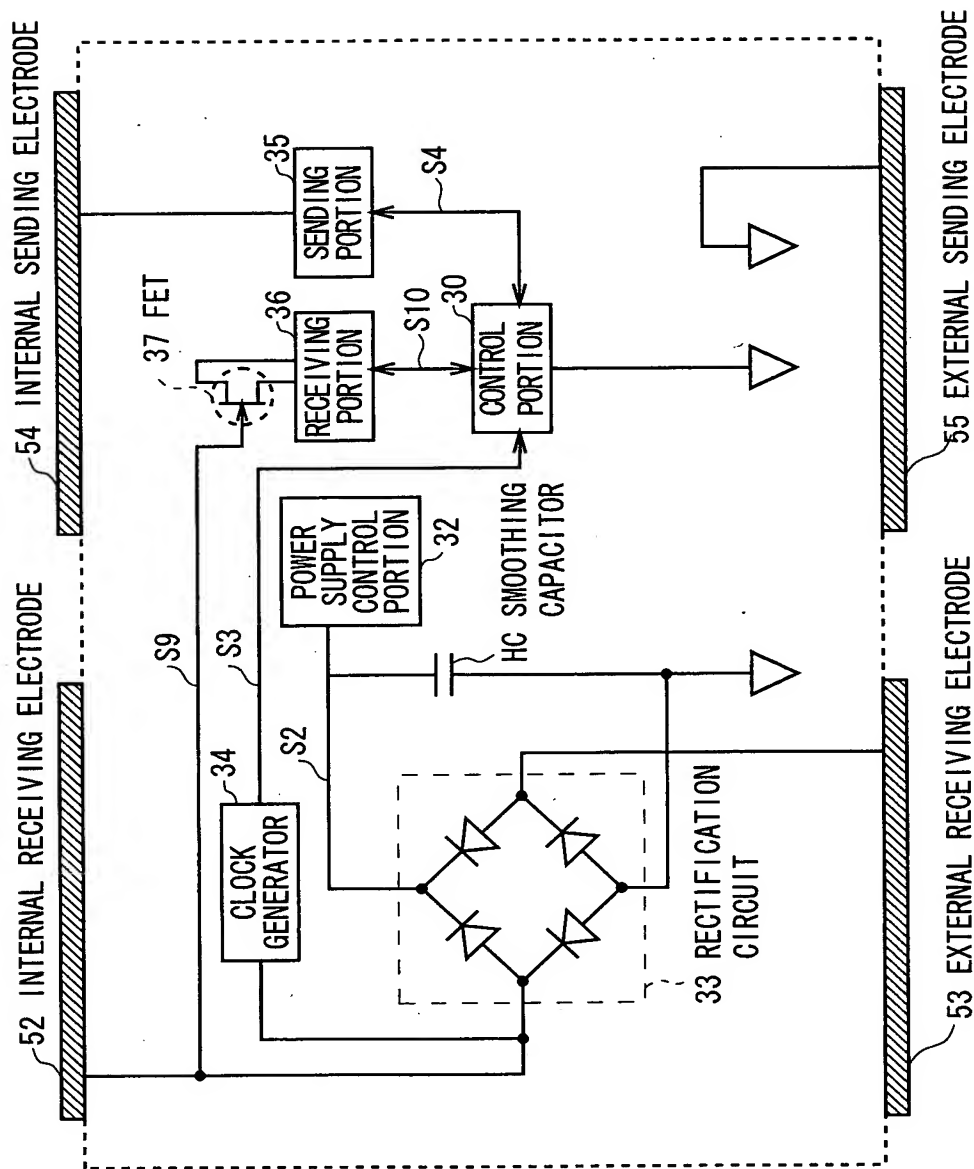 52 INTERNAL RECEIVING ELECTRODE
54 INTERNAL SENDING ELECTRODE
S9
37 FET
35
SENDING
PORTION
36
RECEIVING
PORTION
S3
34
CLOCK
GENERATOR
S4
S10
30
CONTROL
PORTION
POWER
SUPPLY
CONTROL
PORTION
32
S2
HC SMOOTHING
CAPACITOR
33 RECTIFICATION
CIRCUIT
53 EXTERNAL RECEIVING ELECTRODE
55 EXTERNAL SENDING ELECTRODE